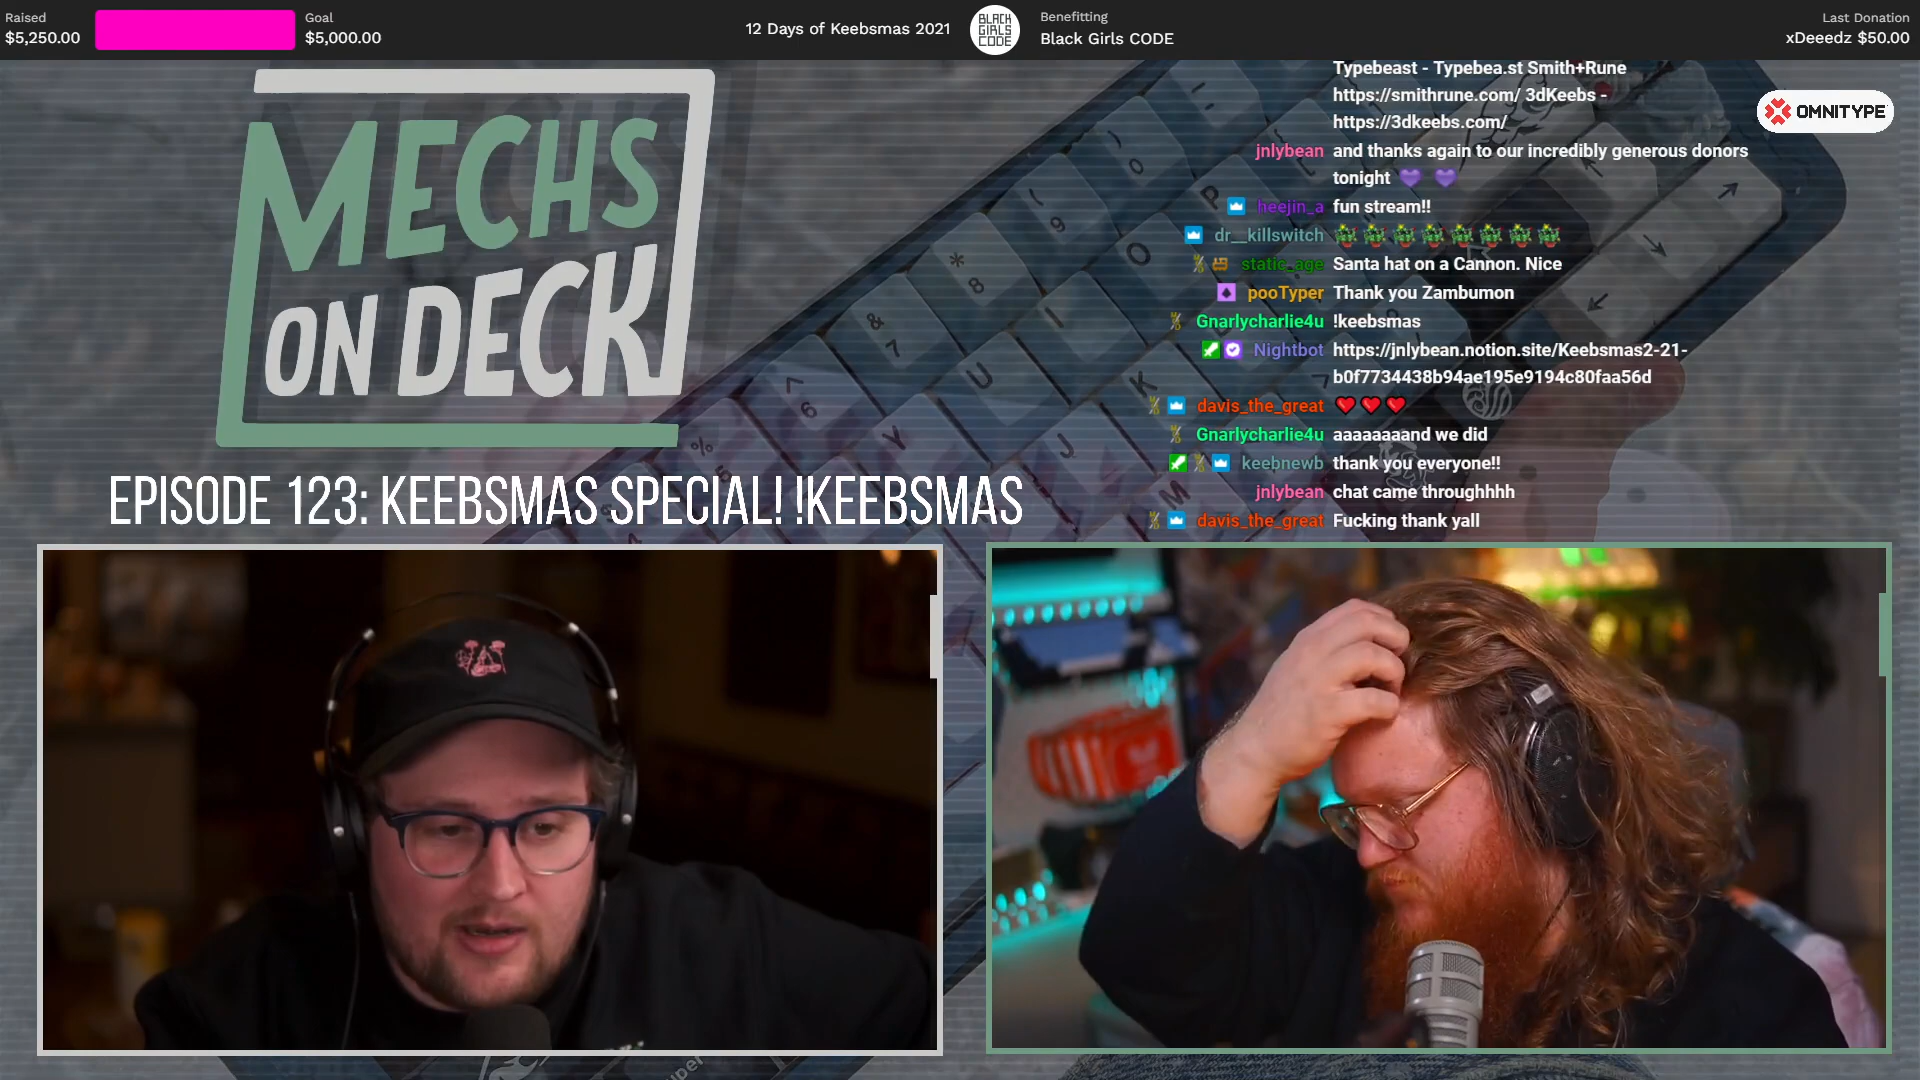 Raised
$5,250.00
Goal
$5,000.00
12 Days of Keebsmas 2021
BLACK
GIRLS
CODE
Benefitting
Black Girls CODE
Last Donation
xDeeedz $50.00
MECHS
ON DECK
EPISODE 123: KEEBSMAS SPECIAL! !KEEBSMAS
OMNITYPE
Typebeast - Typebea.st Smith+Rune
https://smithrune.com/ 3dKeebs -
https://3dkeebs.com/
jnlybean and thanks again to our incredibly generous donors
tonight 💜 💜
heejin_a fun stream!!
dr__killswitch
static_age Santa hat on a Cannon. Nice
pooTyper Thank you Zambumon
Gnarlycharlie4u !keebsmas
Nightbot https://jnlybean.notion.site/Keebsmas2-21-
b0f7734438b94ae195e9194c80faa56d
davis_the_great ❤️❤️❤️
Gnarlycharlie4u aaaaaaaand we did
keebnewb thank you everyone!!
jnlybean chat came throughhhh
davis_the_great Fucking thank yall